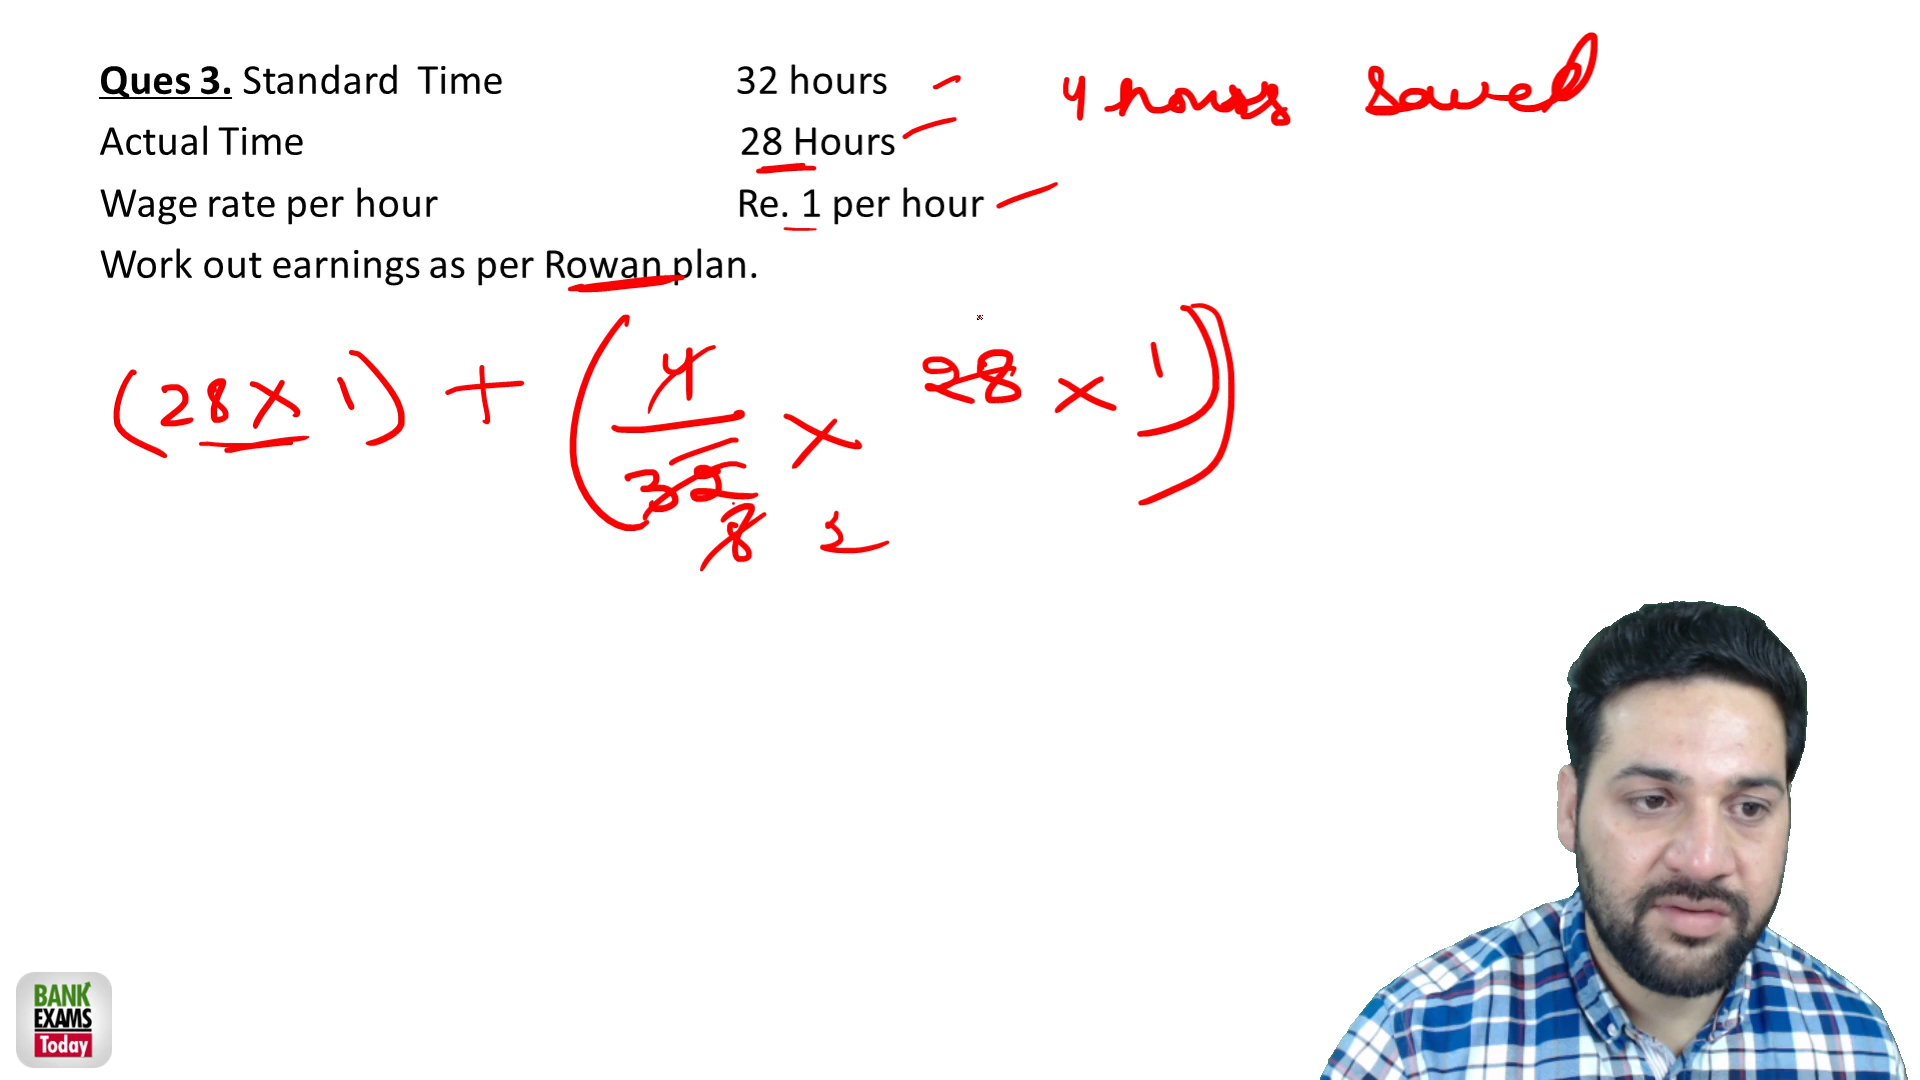 Ques 3. Standard Time 32 hours 4 hours saved
Actual Time 28 Hours
Wage rate per hour Re. 1 per hour
Work out earnings as per Rowan plan.
(28 × 1) + (4/32 × 28 × 1))
8 2
BANK
EXAMS
Today